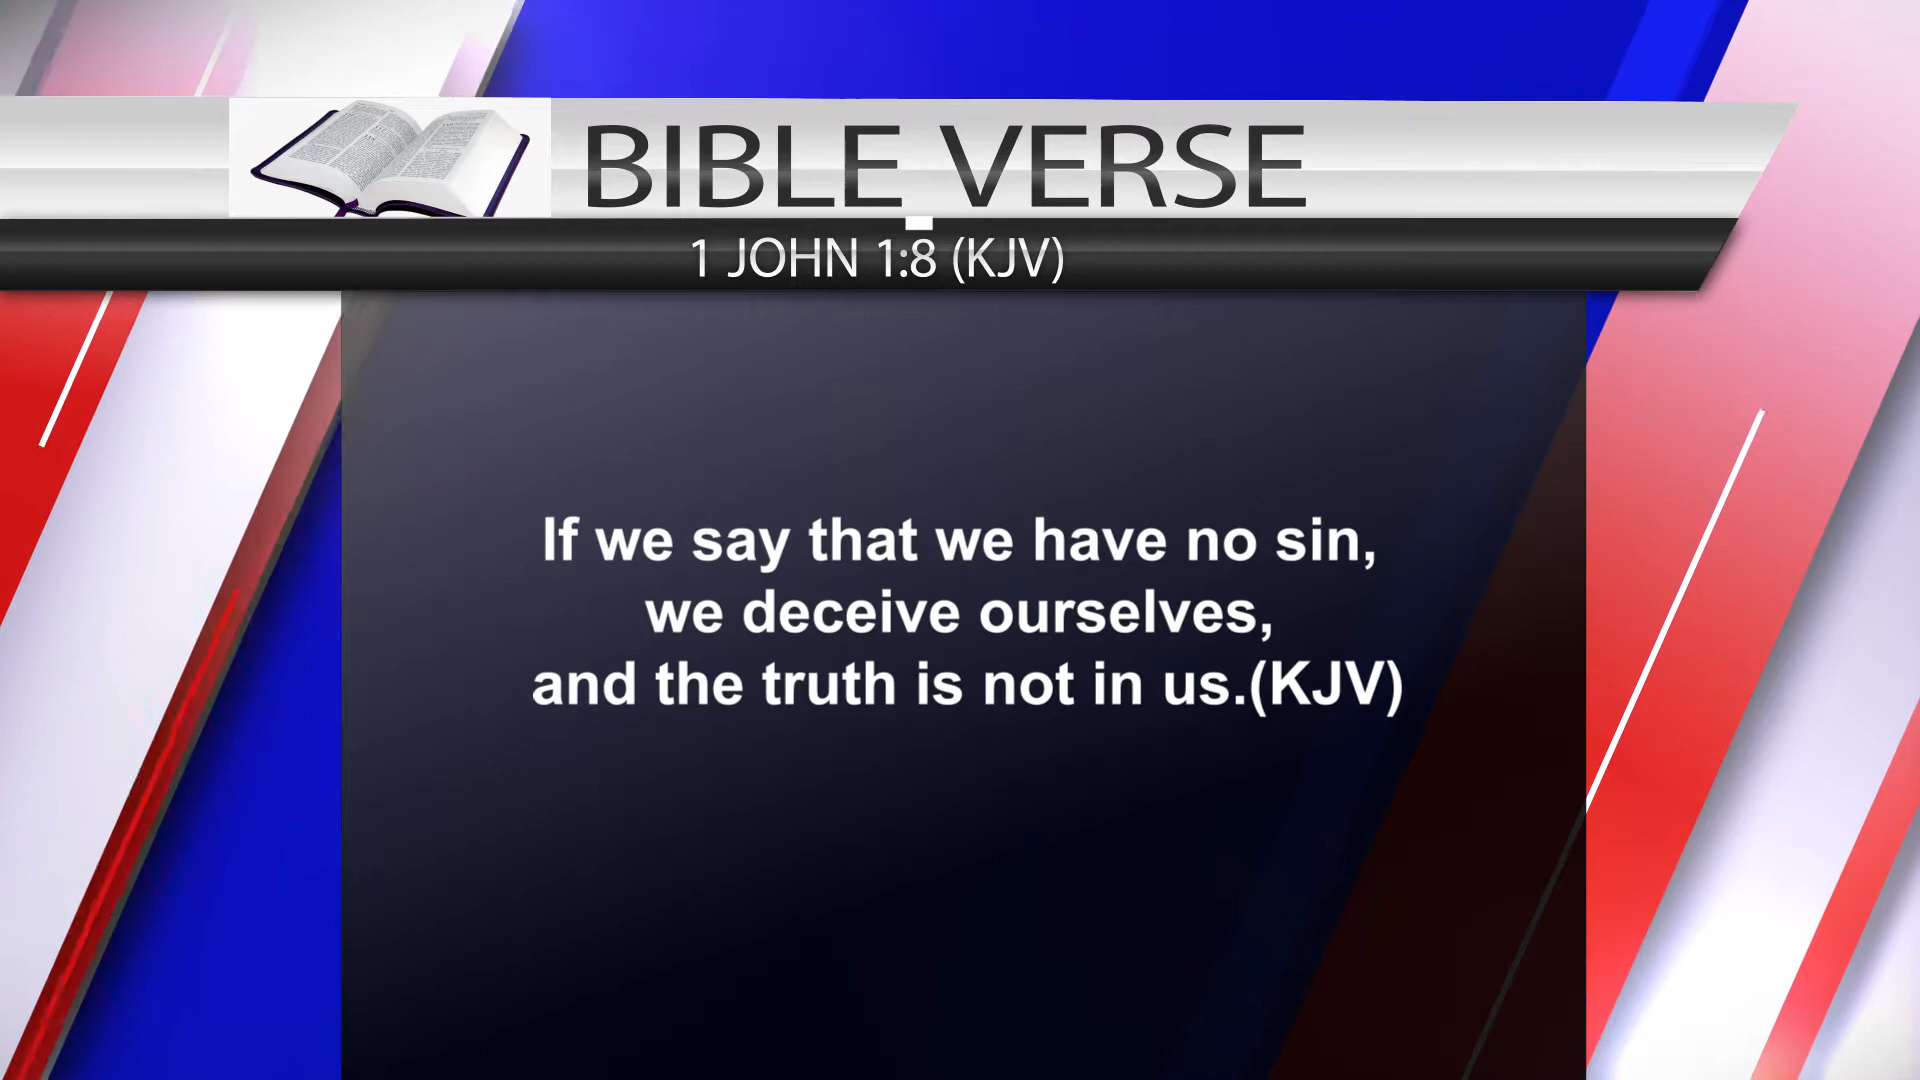 BIBLE VERSE
1 JOHN 1:8 (KJV)
If we say that we have no sin,
we deceive ourselves,
and the truth is not in us.(KJV)